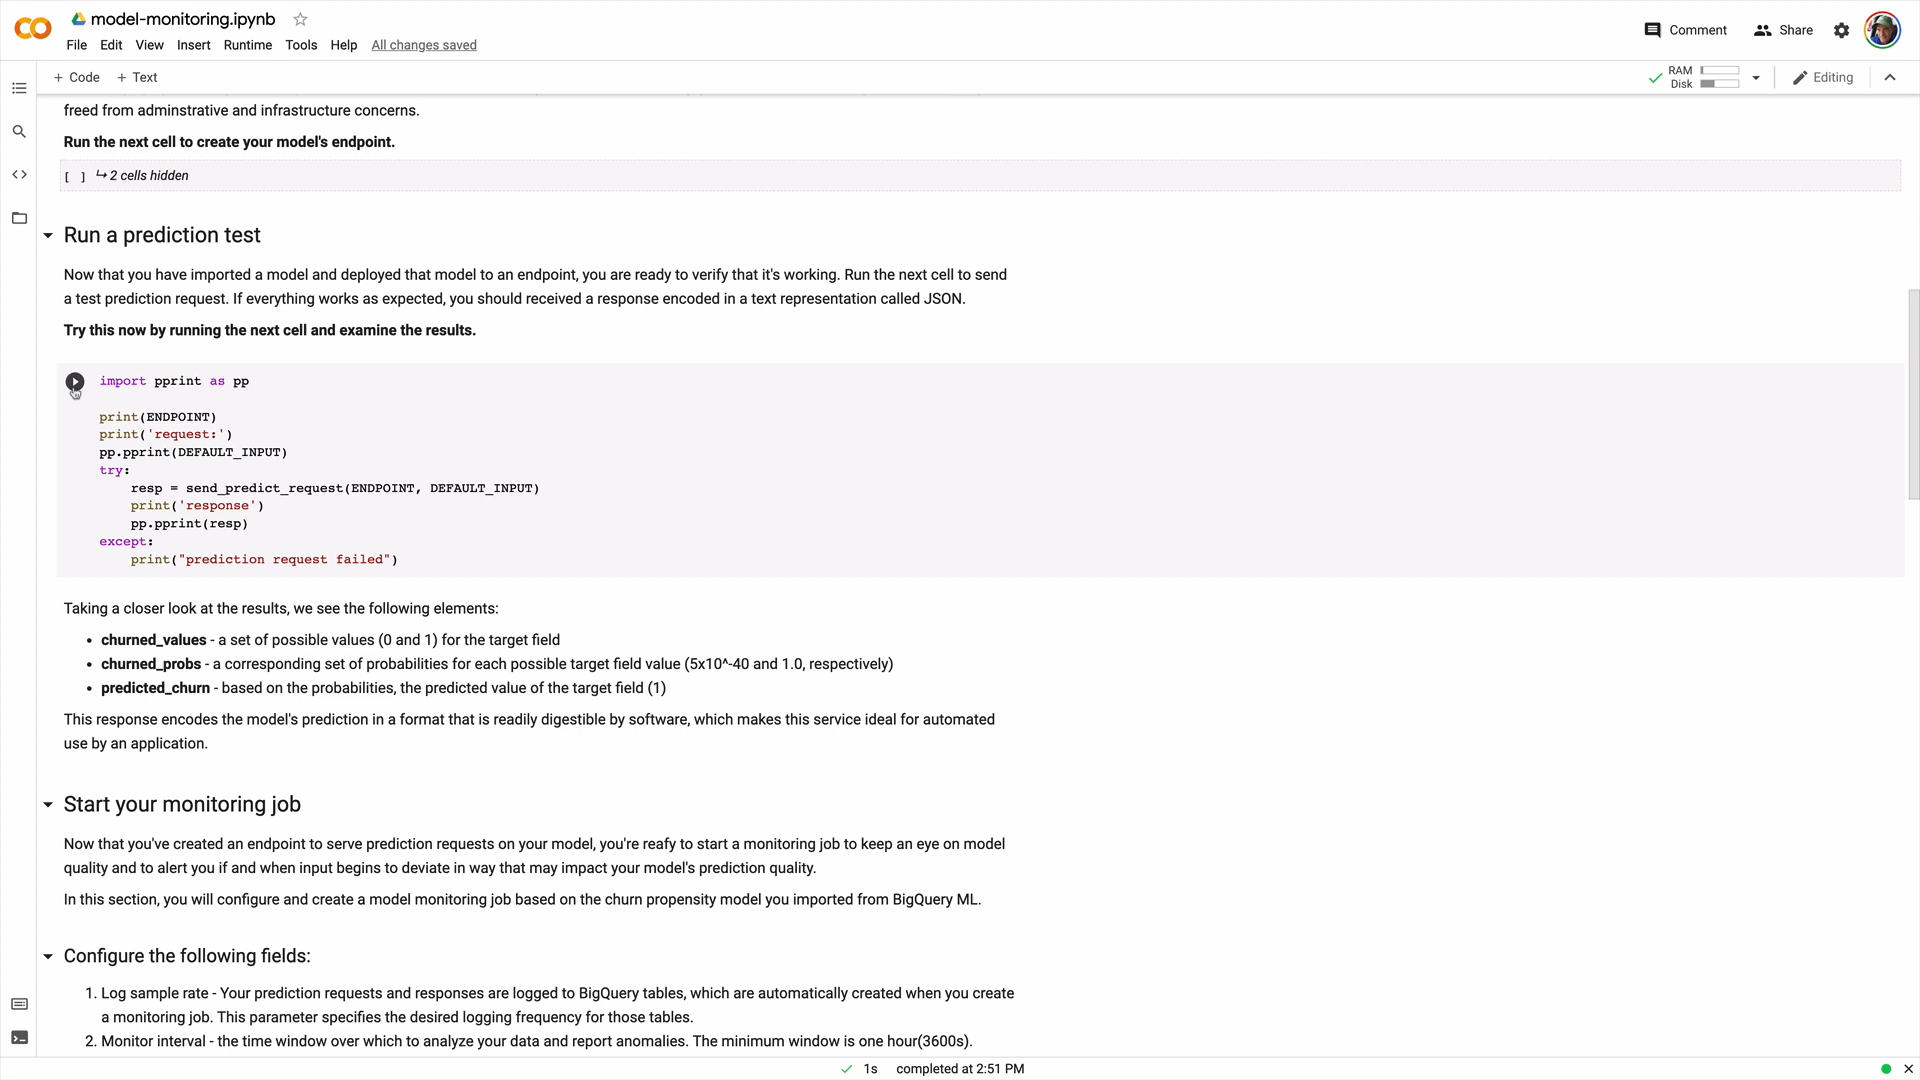 model-monitoring.ipynb
File Edit View Insert Runtime Tools Help All changes saved
Comment
Share
+ Code + Text
RAM
Disk
Editing
freed from adminstrative and infrastructure concerns.
Run the next cell to create your model's endpoint.
[ ] ↳ 2 cells hidden
Run a prediction test
Now that you have imported a model and deployed that model to an endpoint, you are ready to verify that it's working. Run the next cell to send
a test prediction request. If everything works as expected, you should received a response encoded in a text representation called JSON.
Try this now by running the next cell and examine the results.
import pprint as pp
print(ENDPOINT)
print('request:')
pp.pprint(DEFAULT_INPUT)
try:
    resp = send_predict_request(ENDPOINT, DEFAULT_INPUT)
    print('response')
    pp.pprint(resp)
except:
    print("prediction request failed")
Taking a closer look at the results, we see the following elements:
• churned_values - a set of possible values (0 and 1) for the target field
• churned_probs - a corresponding set of probabilities for each possible target field value (5x10^-40 and 1.0, respectively)
• predicted_churn - based on the probabilities, the predicted value of the target field (1)
This response encodes the model's prediction in a format that is readily digestible by software, which makes this service ideal for automated
use by an application.
Start your monitoring job
Now that you've created an endpoint to serve prediction requests on your model, you're reafy to start a monitoring job to keep an eye on model
quality and to alert you if and when input begins to deviate in way that may impact your model's prediction quality.
In this section, you will configure and create a model monitoring job based on the churn propensity model you imported from BigQuery ML.
Configure the following fields:
1. Log sample rate - Your prediction requests and responses are logged to BigQuery tables, which are automatically created when you create
a monitoring job. This parameter specifies the desired logging frequency for those tables.
2. Monitor interval - the time window over which to analyze your data and report anomalies. The minimum window is one hour(3600s).
1s completed at 2:51 PM